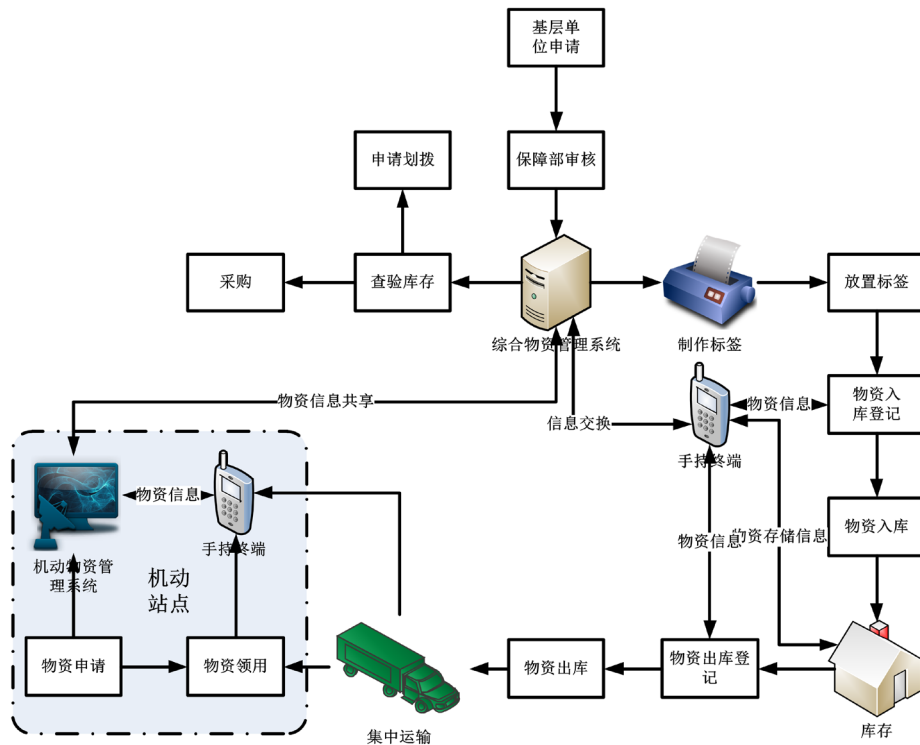 基层单
位申请
申请划拨
保障部审核
采购
查验库存
放置标签
综合物资管理系统
制作标签
物资信息共享
物资信息
物资入
库登记
信息交换
手持终端
物资信息
手持终端
物资信息
物资存储信息
物资入库
机动物资管
理系统
机动
站点
物资申请
物资领用
物资出库
物资出库登
记
集中运输
库存